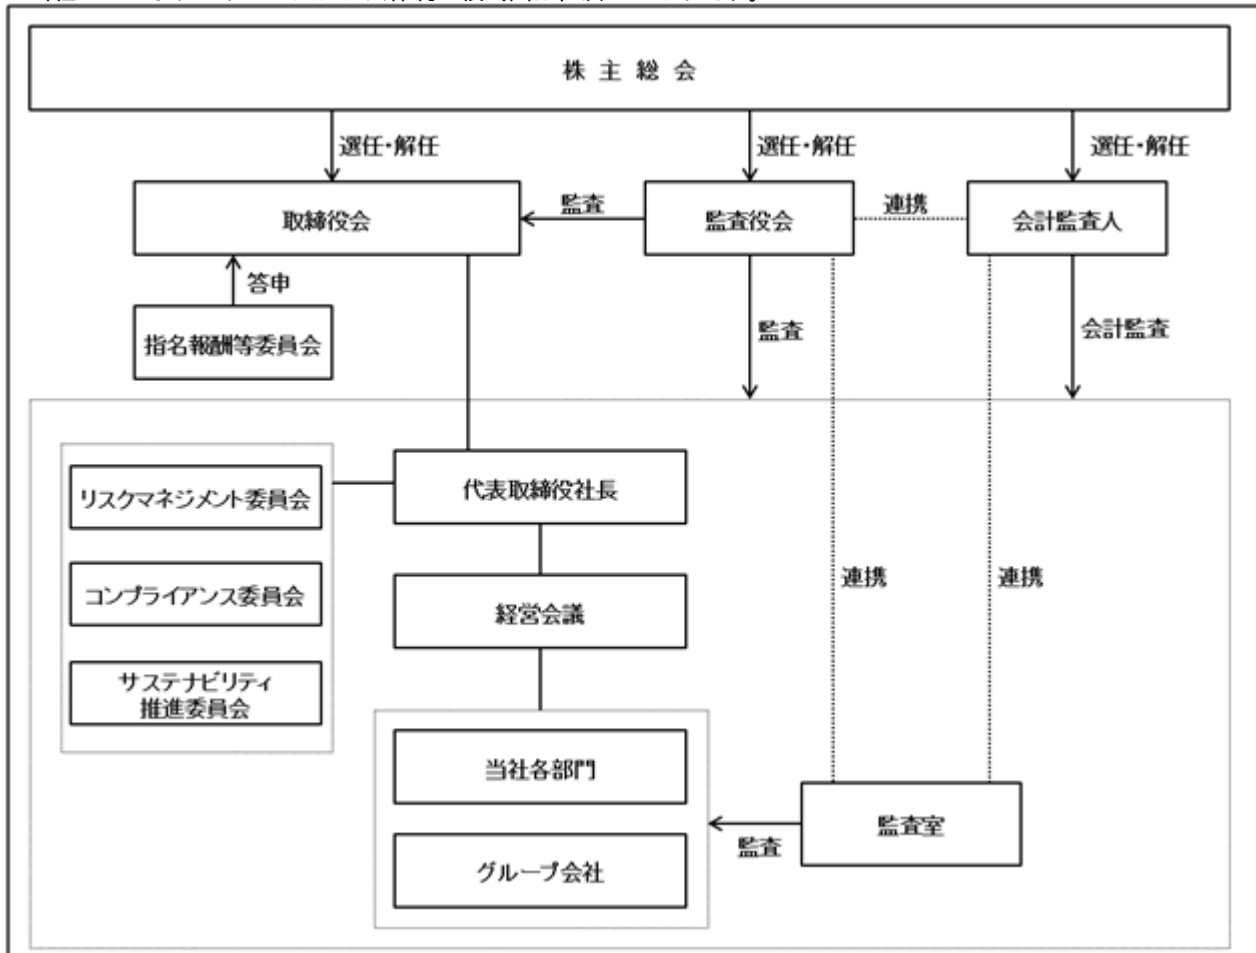 株主総会
選任・解任
選任・解任
選任・解任
取締役会
監査
監査役会
連携
会計監査人
答申
指名報酬等委員会
監査
会計監査
リスクマネジメント委員会
代表取締役社長
コンプライアンス委員会
経営会議
連携
連携
サステナビリティ
推進委員会
当社各部門
監査
監査室
グループ会社